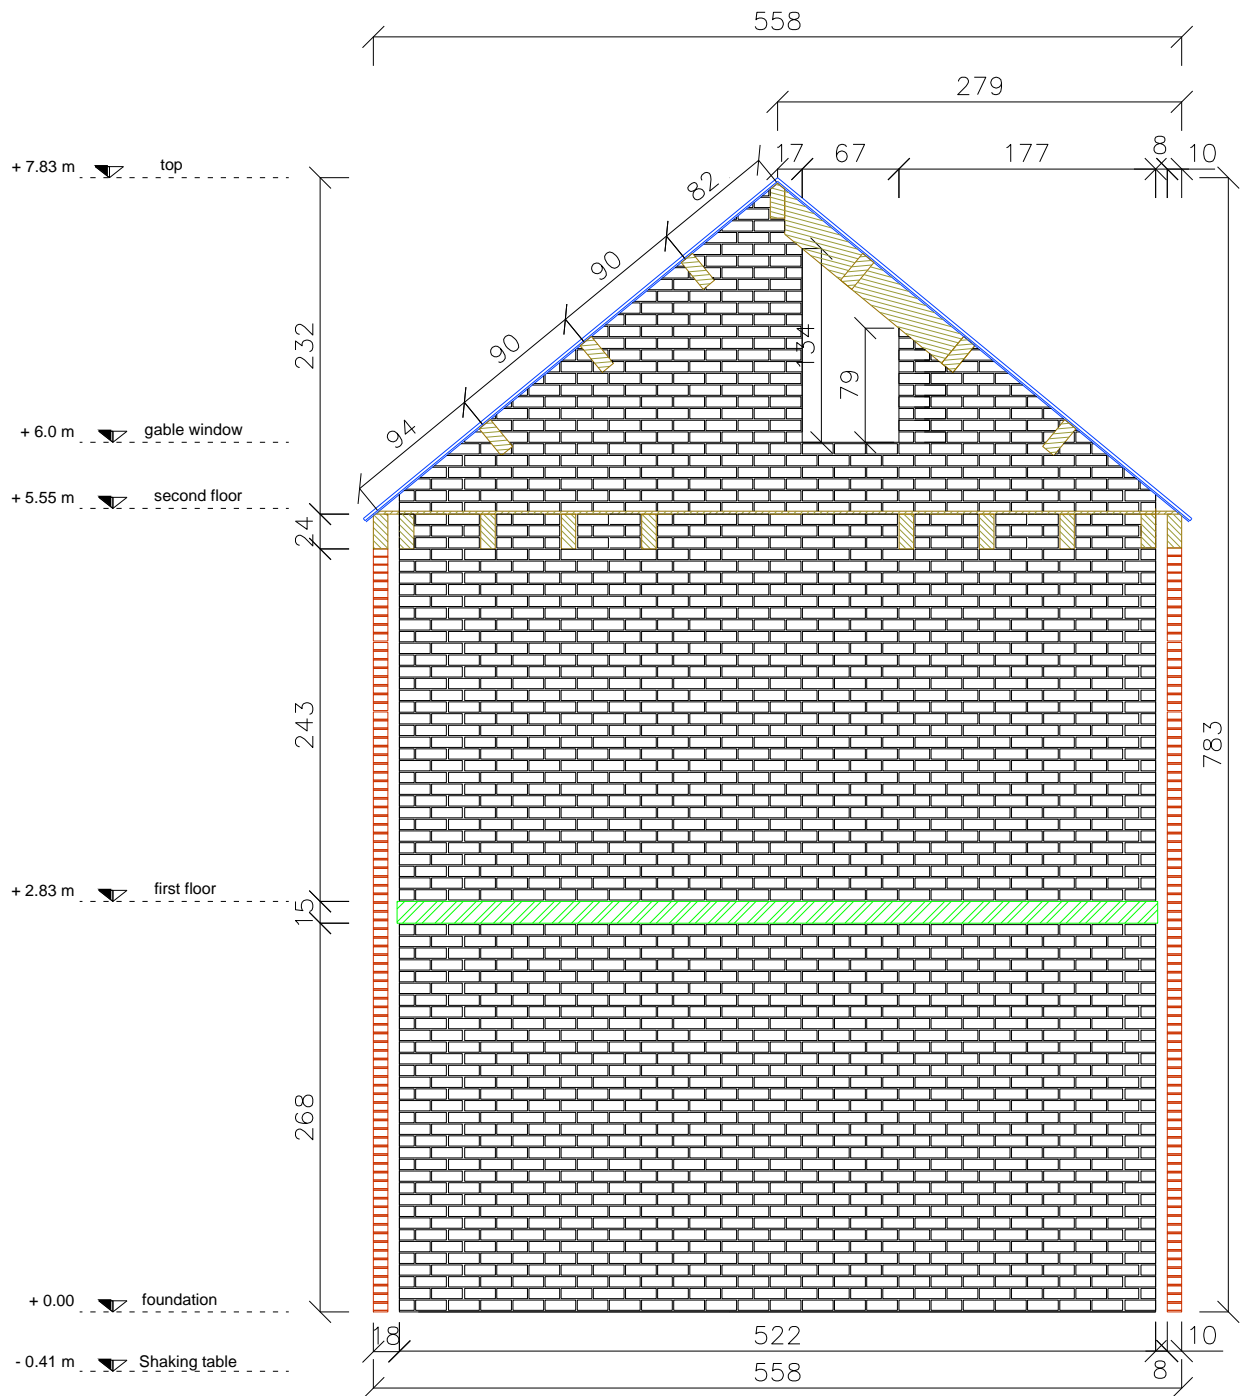 558
279
17 67 177 8 10
+ 7.83 m top
82
90
90
94
232
134
79
+ 6.0 m gable window
+ 5.55 m second floor
24
243
783
+ 2.83 m first floor
15
268
+ 0.00 foundation
18 522 10
- 0.41 m Shaking table
8
558